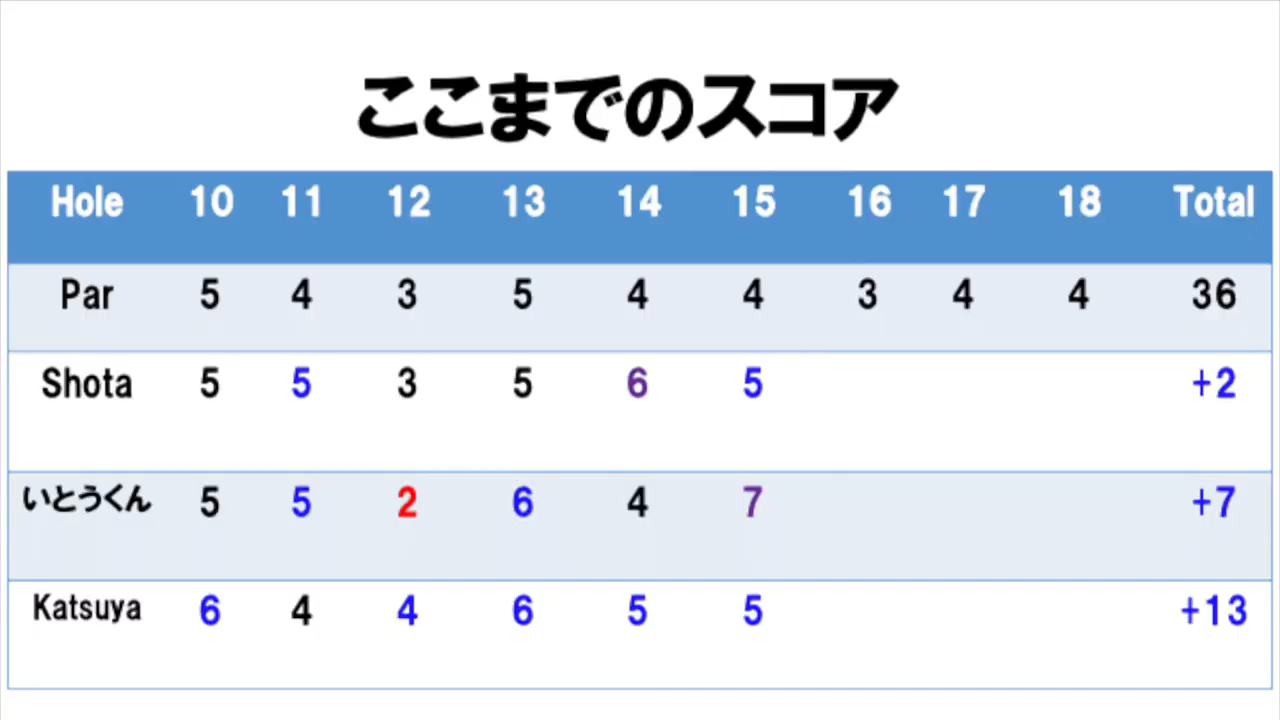 ここまでのスコア
Hole 10 11 12 13 14 15 16 17 18 Total
Par 5 4 3 5 4 4 3 4 4 36
Shota 5 5 3 5 6 5 +2
いとうくん 5 5 2 6 4 7 +7
Katsuya 6 4 4 6 5 5 +13